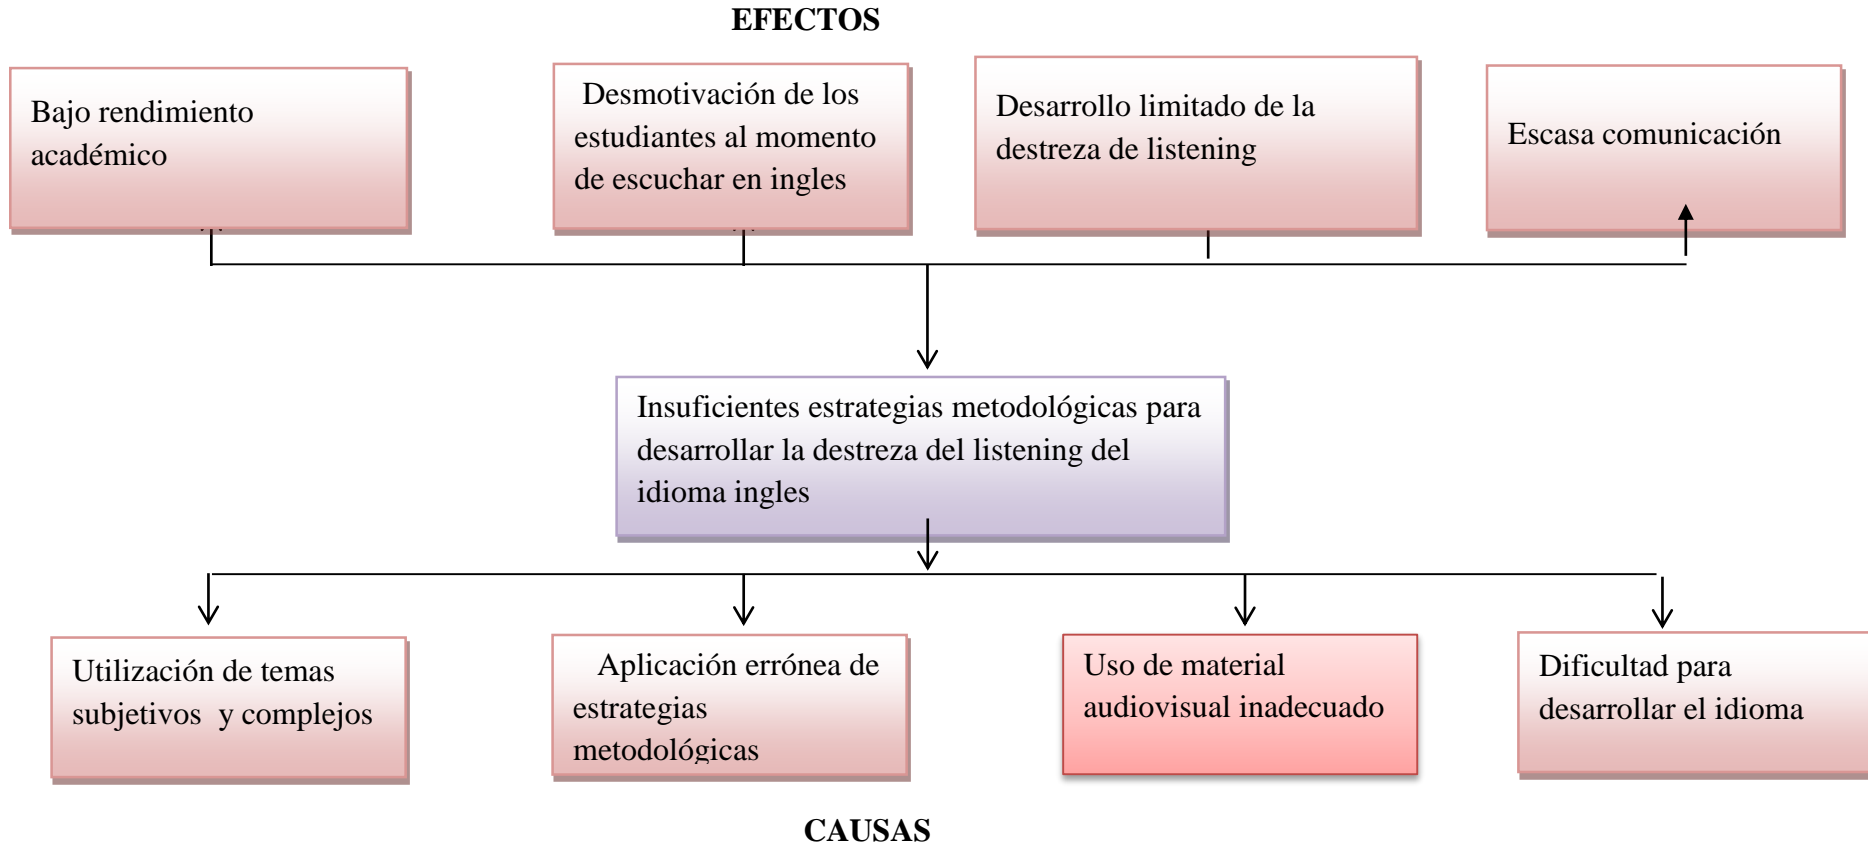 EFECTOS
Bajo rendimiento
académico
Desmotivación de los
estudiantes al momento
de escuchar en ingles
Desarrollo limitado de la
destreza de listening
Escasa comunicación
Insuficientes estrategias metodológicas para
desarrollar la destreza del listening del
idioma ingles
Utilización de temas
subjetivos y complejos
Aplicación errónea de
estrategias
metodológicas
Uso de material
audiovisual inadecuado
Dificultad para
desarrollar el idioma
CAUSAS